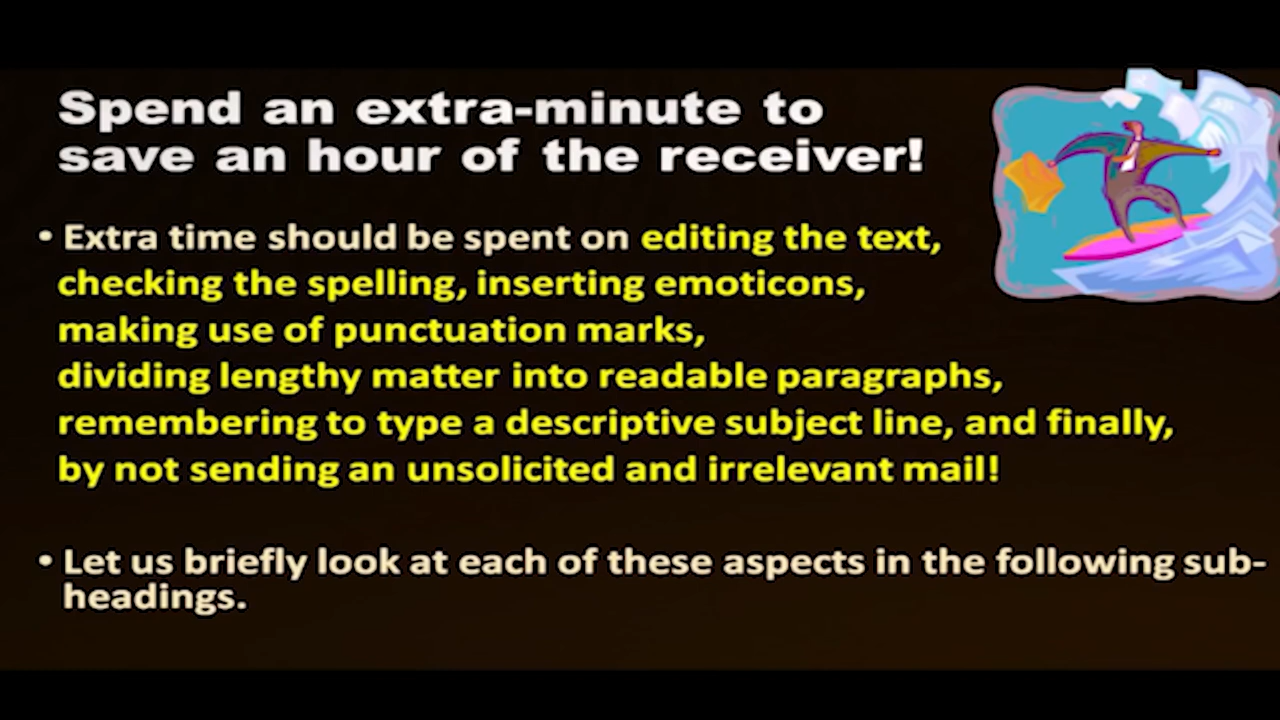 Spend an extra-minute to
save an hour of the receiver!
• Extra time should be spent on editing the text,
checking the spelling, inserting emoticons,
making use of punctuation marks,
dividing lengthy matter into readable paragraphs,
remembering to type a descriptive subject line, and finally,
by not sending an unsolicited and irrelevant mail!
• Let us briefly look at each of these aspects in the following sub-
headings.